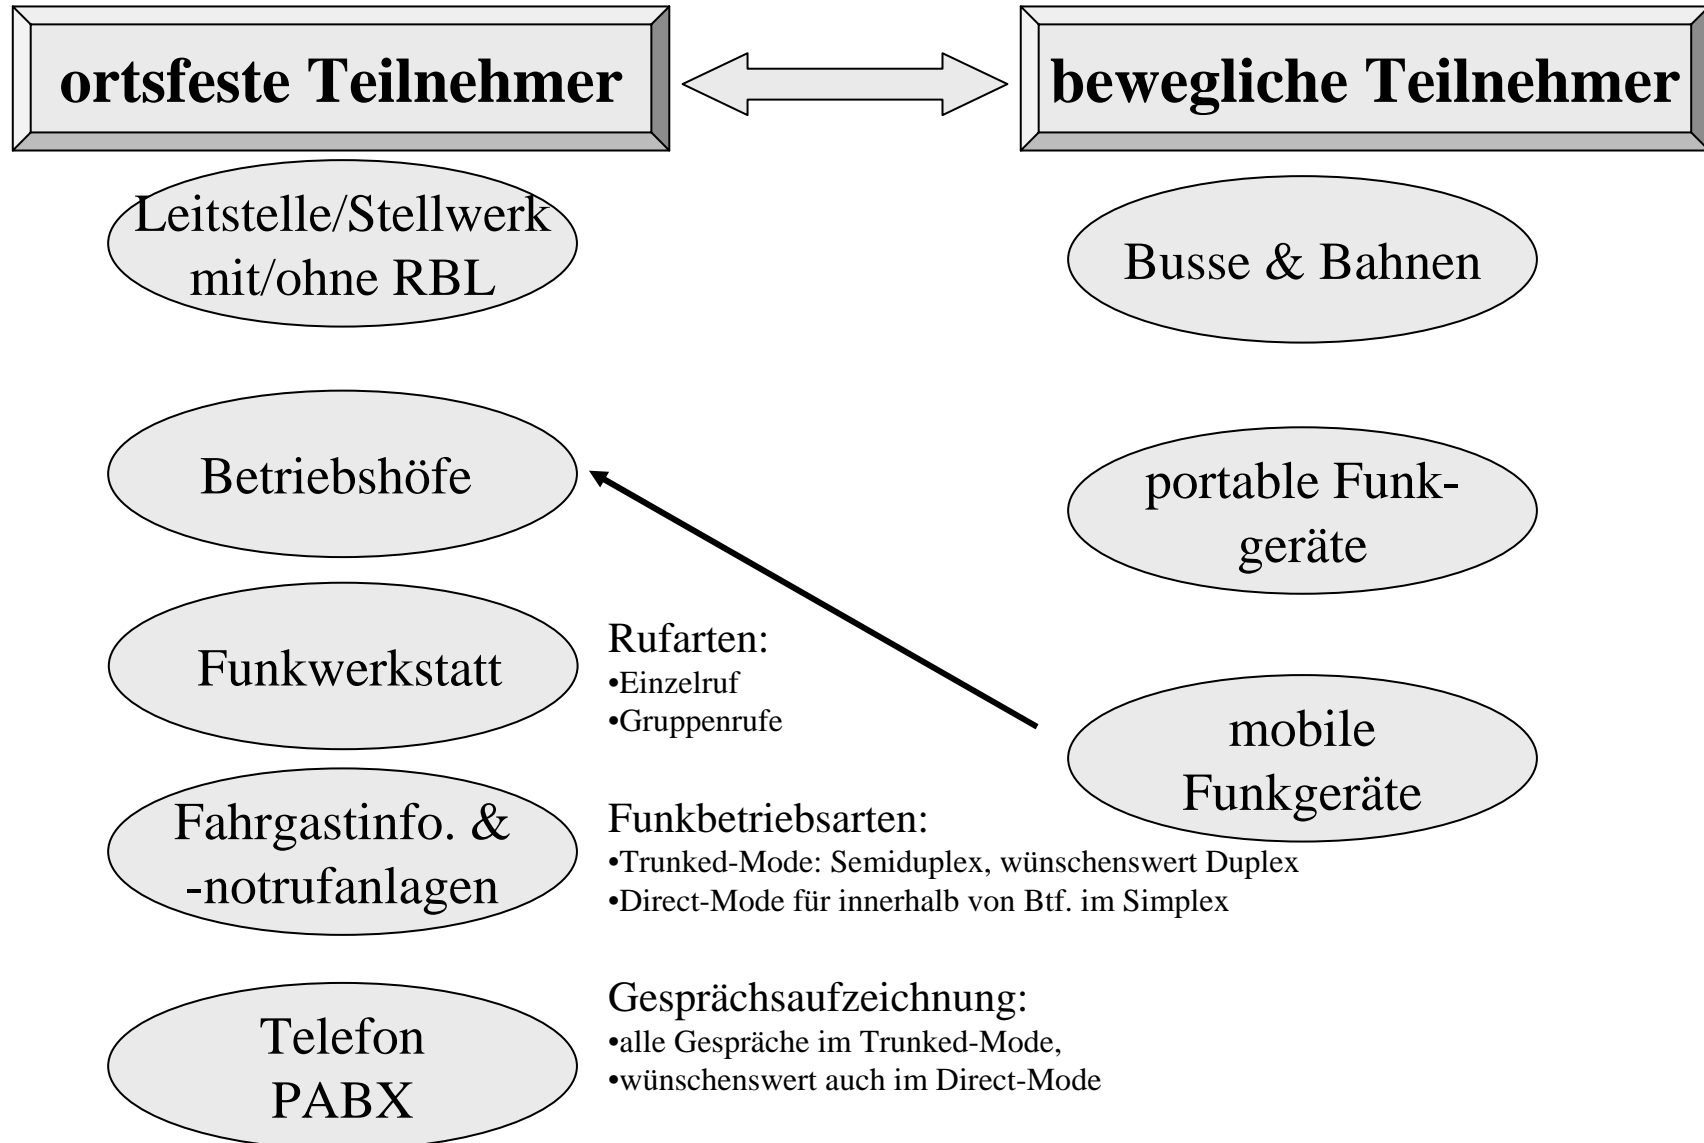 ortsfeste Teilnehmer
bewegliche Teilnehmer
Leitstelle/Stellwerk
mit/ohne RBL
Betriebshöfe
Funkwerkstatt
Fahrgastinfo. &
-notrufanlagen
Telefon
PABX
Rufarten:
•Einzelruf
•Gruppenrufe
Funkbetriebsarten:
•Trunked-Mode: Semiduplex, wünschenswert Duplex
•Direct-Mode für innerhalb von Btf. im Simplex
Gesprächsaufzeichnung:
•alle Gespräche im Trunked-Mode,
•wünschenswert auch im Direct-Mode
Busse & Bahnen
portable Funk-
geräte
mobile
Funkgeräte